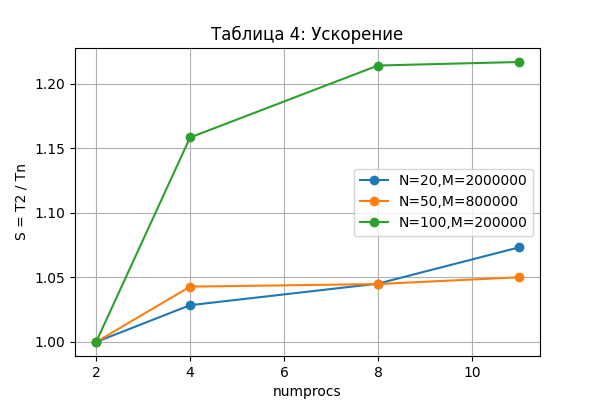 Таблица 4: Ускорение
1.20
1.15
1.10
1.05
1.00
S = T2 / Tn
N=20,M=2000000
N=50,M=800000
N=100,M=200000
2 4 6 8 10
numprocs